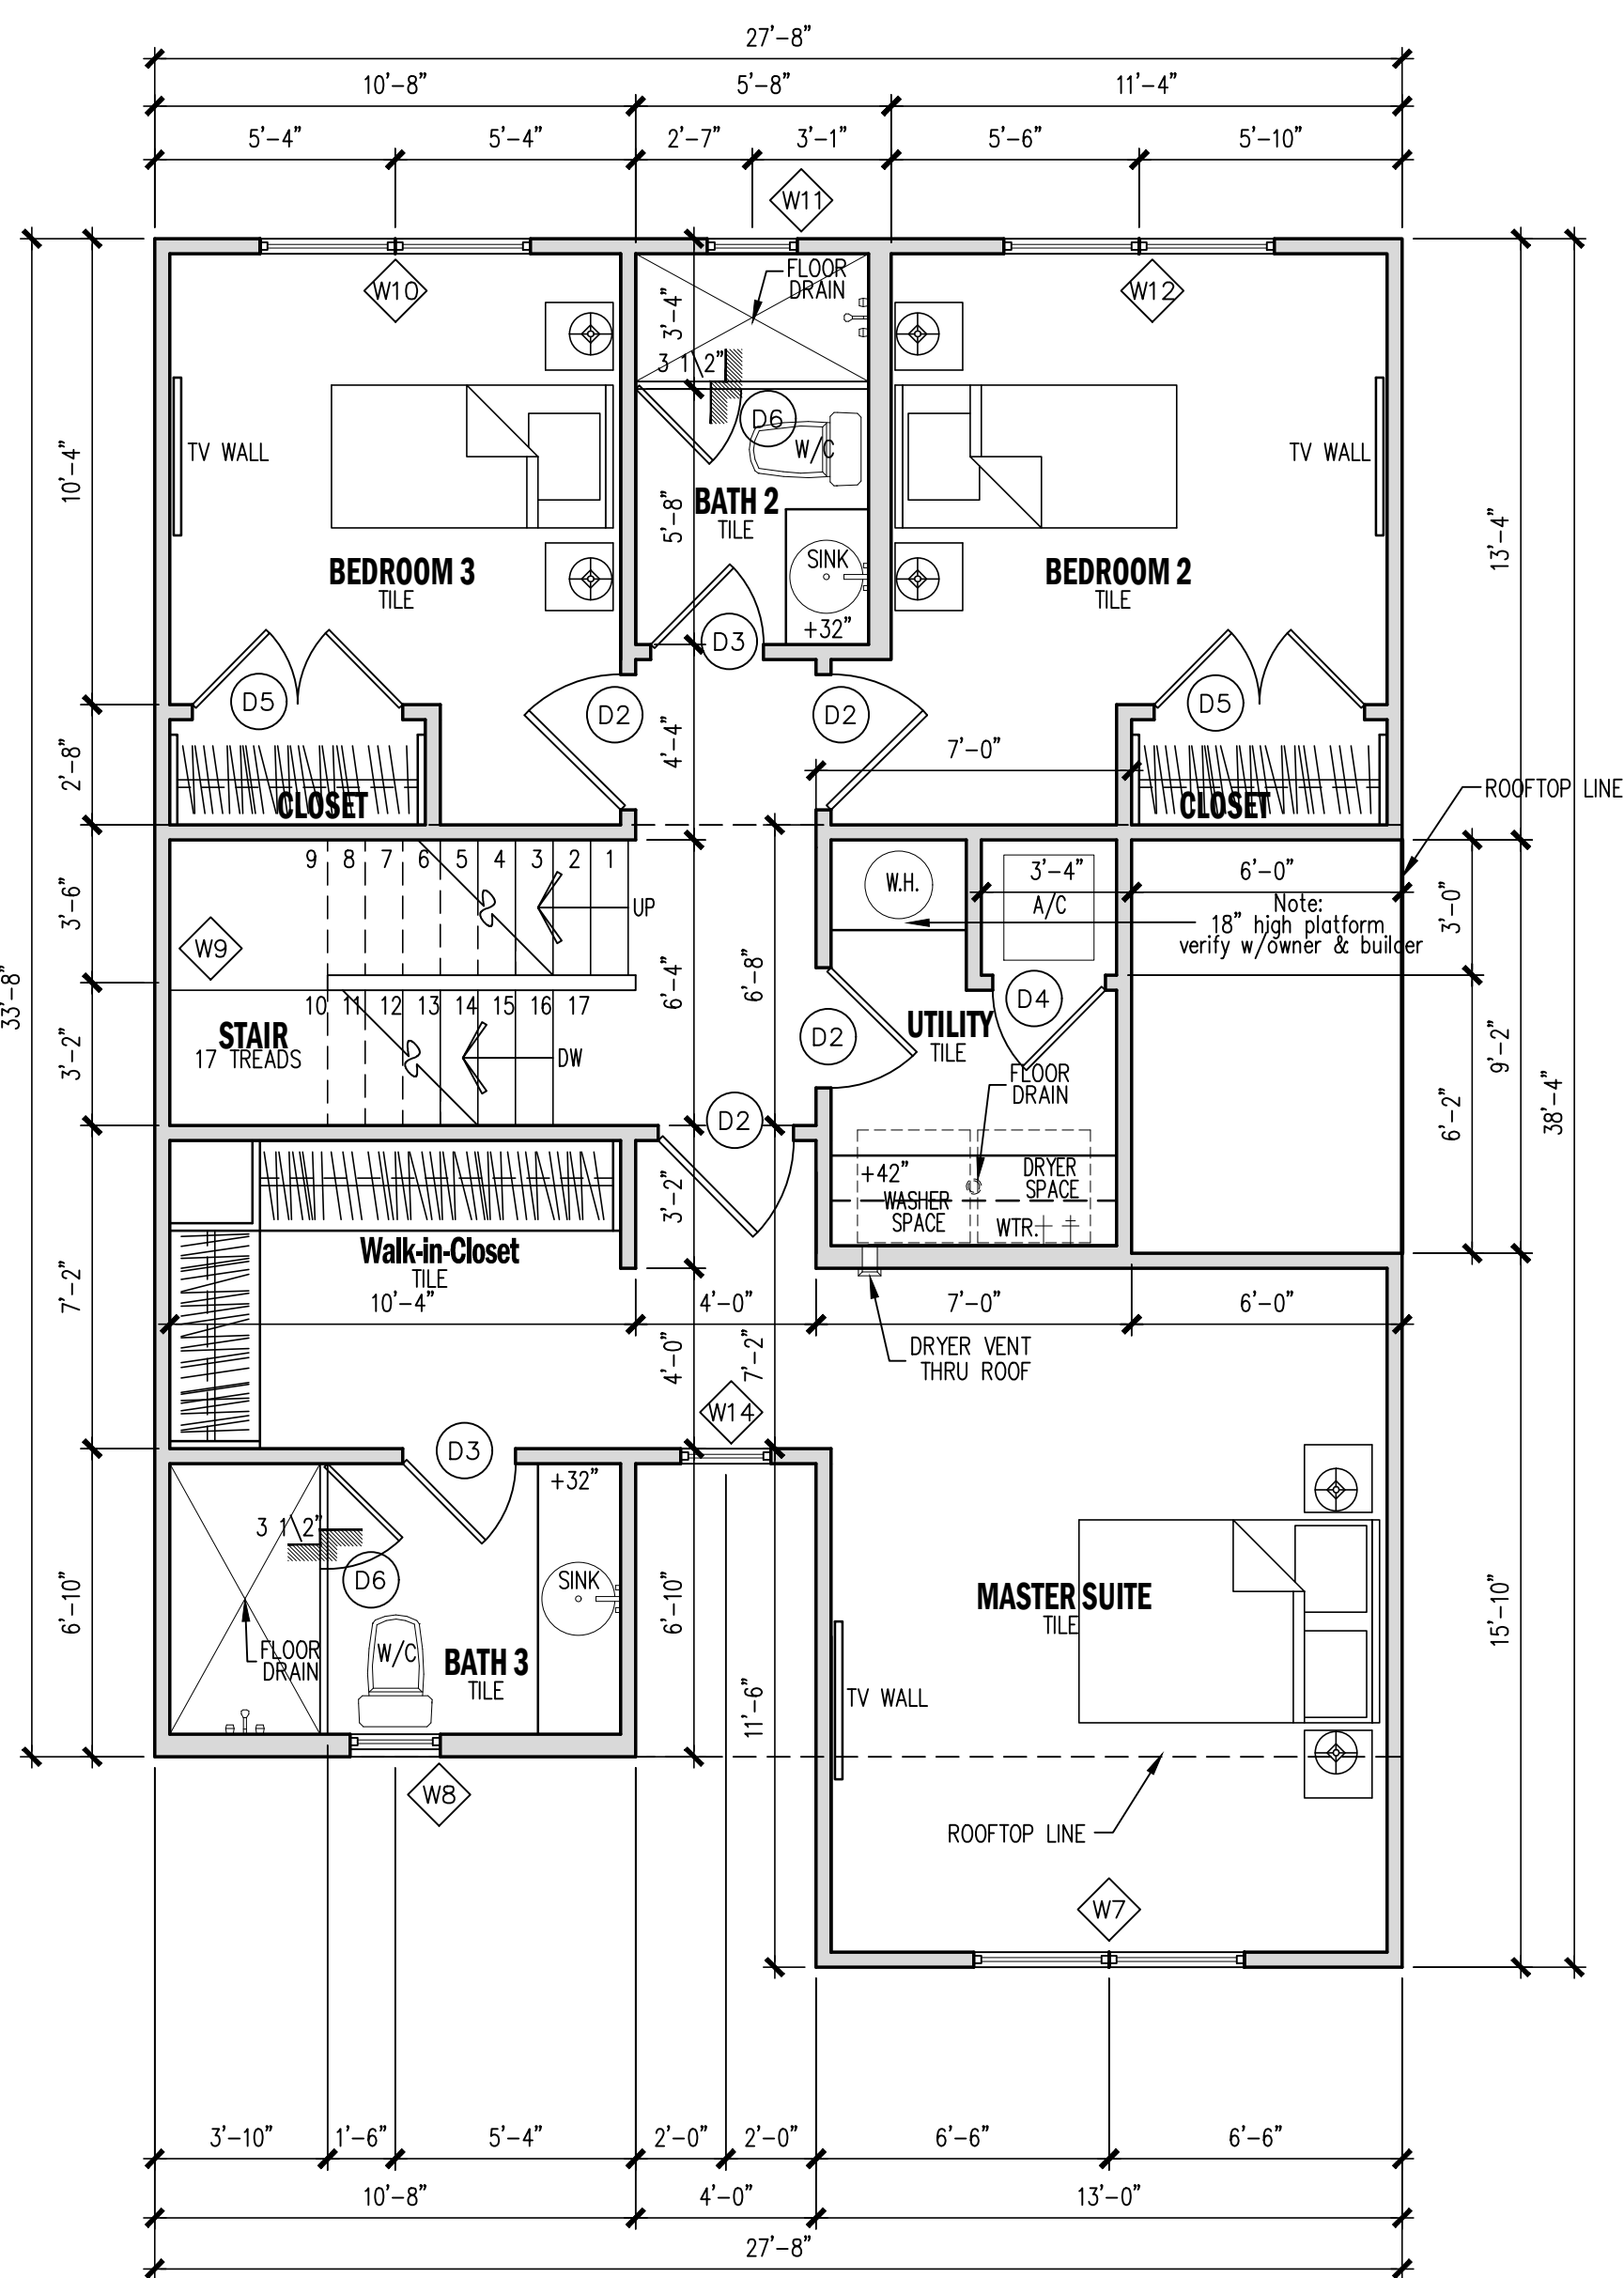 27'-8"
10'-8" 5'-8" 11'-4"
5'-4" 5'-4" 2'-7" 3'-1" 5'-6" 5'-10"
W11
FLOOR
DRAIN
W10 W12
3'-4"
3 1\2"
D6
W/C
TV WALL TV WALL
10'-4"
5'-8"
BATH 2
TILE
13'-4"
SINK
BEDROOM 3
TILE
BEDROOM 2
TILE
+32"
D3
D5 D2 D2 D5
4'-4"
7'-0"
2'-8"
ROOFTOP LINE
CLOSET CLOSET
9 8 7 6 5 4 3 2 1
W.H.
3'-4"
6'-0"
A/C
Note:
18" high platform
verify w/owner & builder
3'-6"
UP
3'-0"
W9
33'-8"
6'-4"
6'-8"
10 11 12 13 14 15 16 17
D4
STAIR
17 TREADS
UTILITY
TILE
D2
DW
3'-2"
9'-2"
FLOOR
DRAIN
6'-2"
38'-4"
D2
+42"
DRYER
SPACE
3'-2"
WASHER
SPACE
WTR.
Walk-in-Closet
TILE
7'-2"
10'-4" 4'-0" 7'-0" 6'-0"
4'-0"
7'-2"
DRYER VENT
THRU ROOF
W14
D3
+32"
3 1\2"
D6
SINK
6'-10"
6'-10"
MASTER SUITE
TILE
15'-10"
FLOOR
DRAIN
W/C
BATH 3
TILE
11'-6"
TV WALL
W8
ROOFTOP LINE
W7
3'-10" 1'-6" 5'-4" 2'-0" 2'-0" 6'-6" 6'-6"
10'-8" 4'-0" 13'-0"
27'-8"